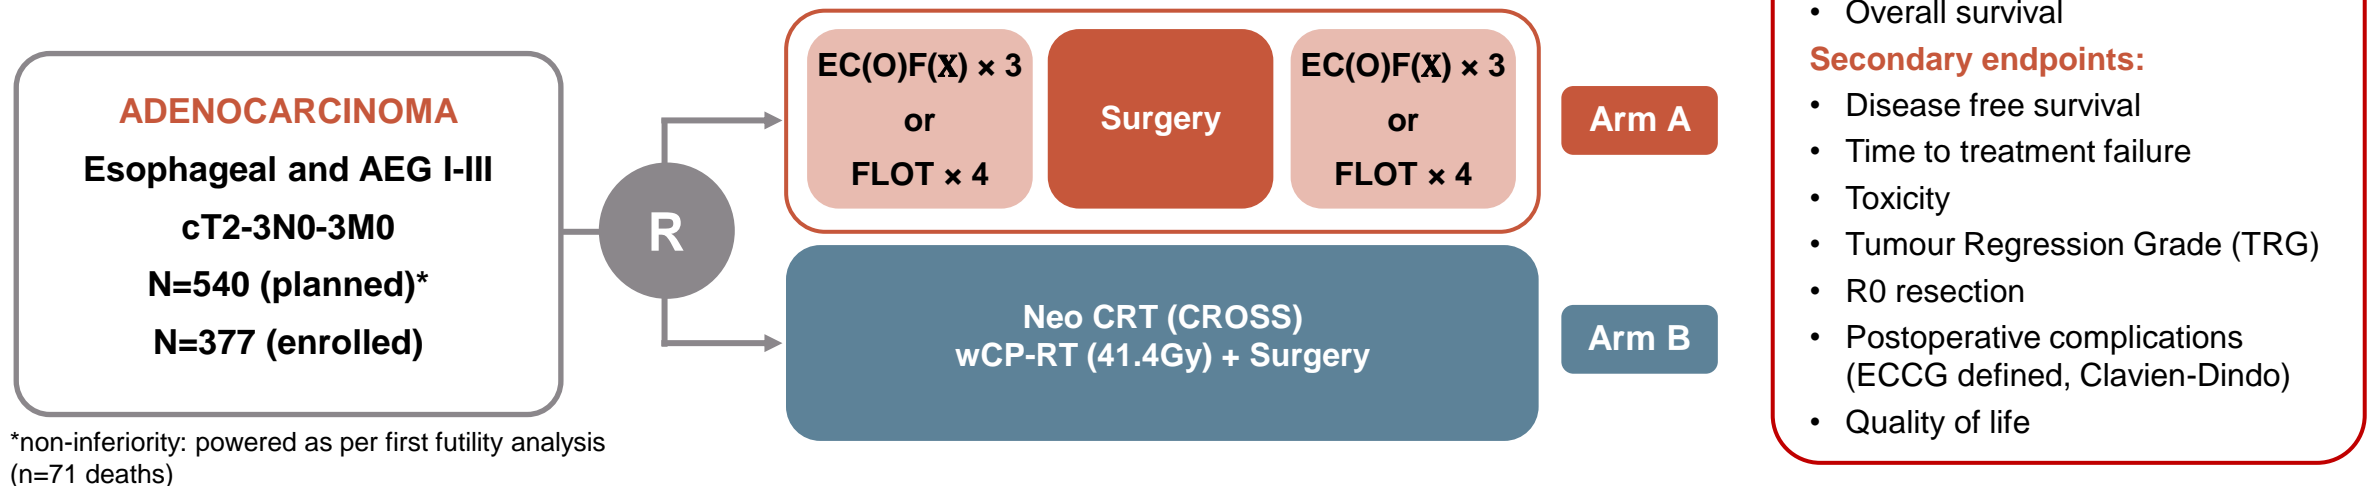 ADENOCARCINOMA
Esophageal and AEG I-III
cT2-3N0-3M0
N=540 (planned)*
N=377 (enrolled)
*non-inferiority: powered as per first futility analysis
(n=71 deaths)
R
EC(O)F(X) × 3
or
FLOT × 4
Surgery
EC(O)F(X) × 3
or
FLOT × 4
Arm A
Neo CRT (CROSS)
wCP-RT (41.4Gy) + Surgery
Arm B
• Overall survival
Secondary endpoints:
• Disease free survival
• Time to treatment failure
• Toxicity
• Tumour Regression Grade (TRG)
• R0 resection
• Postoperative complications
(ECCG defined, Clavien-Dindo)
• Quality of life